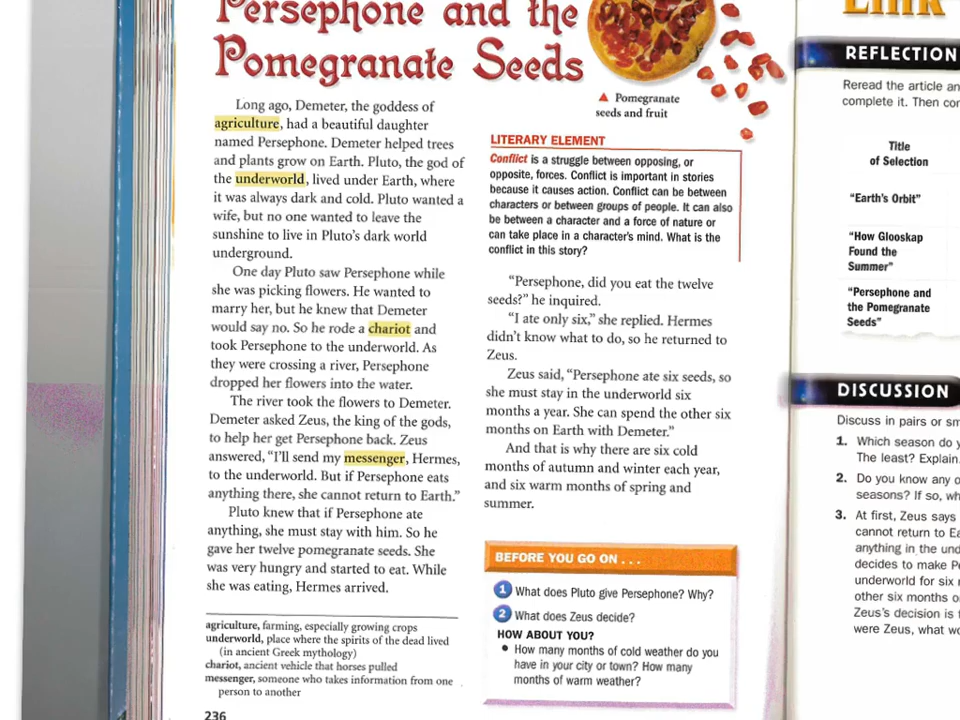 Persephone and the
Pomegranate Seeds
Long ago, Demeter, the goddess of
agriculture, had a beautiful daughter
named Persephone. Demeter helped trees
and plants grow on Earth. Pluto, the god of
the underworld, lived under Earth, where
it was always dark and cold. Pluto wanted a
wife, but no one wanted to leave the
sunshine to live in Pluto's dark world
underground.
One day Pluto saw Persephone while
she was picking flowers. He wanted to
marry her, but he knew that Demeter
would say no. So he rode a chariot and
took Persephone to the underworld. As
they were crossing a river, Persephone
dropped her flowers into the water.
The river took the flowers to Demeter.
Demeter asked Zeus, the king of the gods,
to help her get Persephone back. Zeus
answered, "I'll send my messenger, Hermes,
to the underworld. But if Persephone eats
anything there, she cannot return to Earth."
Pluto knew that if Persephone ate
anything, she must stay with him. So he
gave her twelve pomegranate seeds. She
was very hungry and started to eat. While
she was eating, Hermes arrived.
agriculture, farming, especially growing crops
underworld, place where the spirits of the dead lived
(in ancient Greek mythology)
chariot, ancient vehicle that horses pulled
messenger, someone who takes information from one
person to another
236
▲ Pomegranate
seeds and fruit
LITERARY ELEMENT
Conflict is a struggle between opposing, or
opposite, forces. Conflict is important in stories
because it causes action. Conflict can be between
characters or between groups of people. It can also
be between a character and a force of nature or
can take place in a character's mind. What is the
conflict in this story?
"Persephone, did you eat the twelve
seeds?" he inquired.
"I ate only six," she replied. Hermes
didn't know what to do, so he returned to
Zeus.
Zeus said, "Persephone ate six seeds, so
she must stay in the underworld six
months a year. She can spend the other six
months on Earth with Demeter."
And that is why there are six cold
months of autumn and winter each year,
and six warm months of spring and
summer.
BEFORE YOU GO ON . . .
1 What does Pluto give Persephone? Why?
2 What does Zeus decide?
HOW ABOUT YOU?
• How many months of cold weather do you
have in your city or town? How many
months of warm weather?
Link
REFLECTION
Reread the article an
complete it. Then
Title
of Selection
"Earth's Orbit"
"How Glooskap
Found the
Summer"
"Persephone and
the Pomegranate
Seeds"
DISCUSSION
Discuss in pairs or
1. Which season do
The least? Explain.
2. Do you know any
seasons? If so,
3. At first, Zeus says
cannot return to
anything in the
decides to make
underworld for six
other six months
Zeus's decision is
were Zeus, what